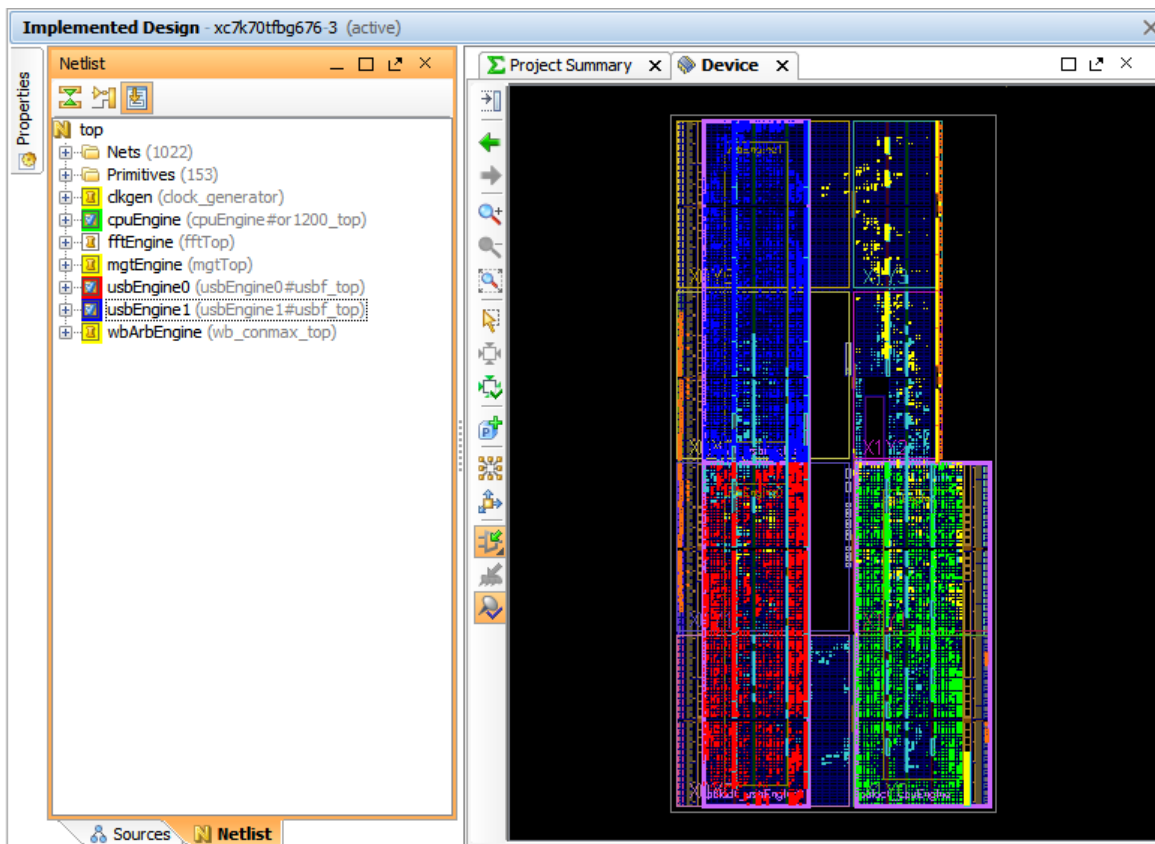 Implemented Design - xc7k70tfbg676-3 (active)
Properties
Netlist
top
Nets (1022)
Primitives (153)
clkgen (clock_generator)
cpuEngine (cpuEngine#or1200_top)
fftEngine (fftTop)
mgtEngine (mgtTop)
usbEngine0 (usbEngine0#usbf_top)
usbEngine1 (usbEngine1#usbf_top)
wbArbEngine (wb_conmax_top)
Sources
Netlist
Project Summary
Device